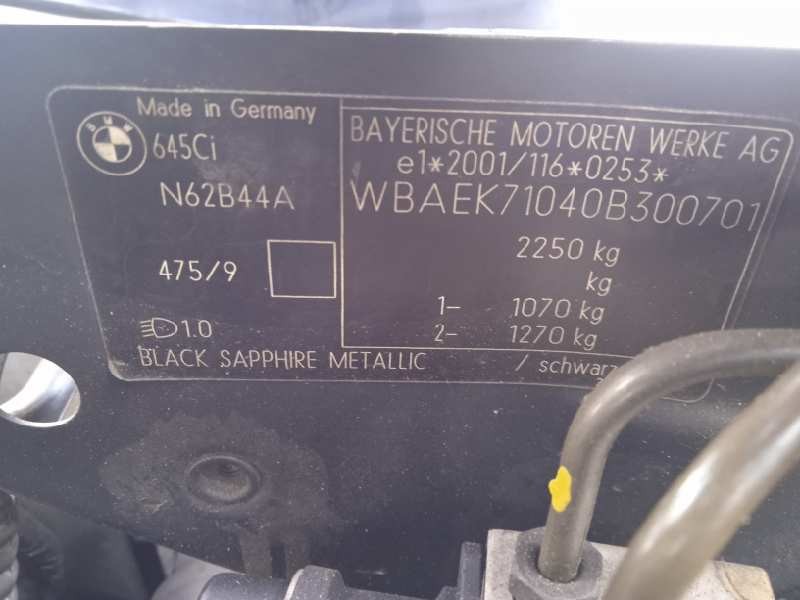 Made in Germany
BMW
645Ci
N62B44A
475/9
1.0
BLACK SAPPHIRE METALLIC / schwarz
BAYERISCHE MOTOREN WERKE AG
e1*2001/116*0253*
WBAEK71040B300701
2250 kg
kg
1- 1070 kg
2- 1270 kg